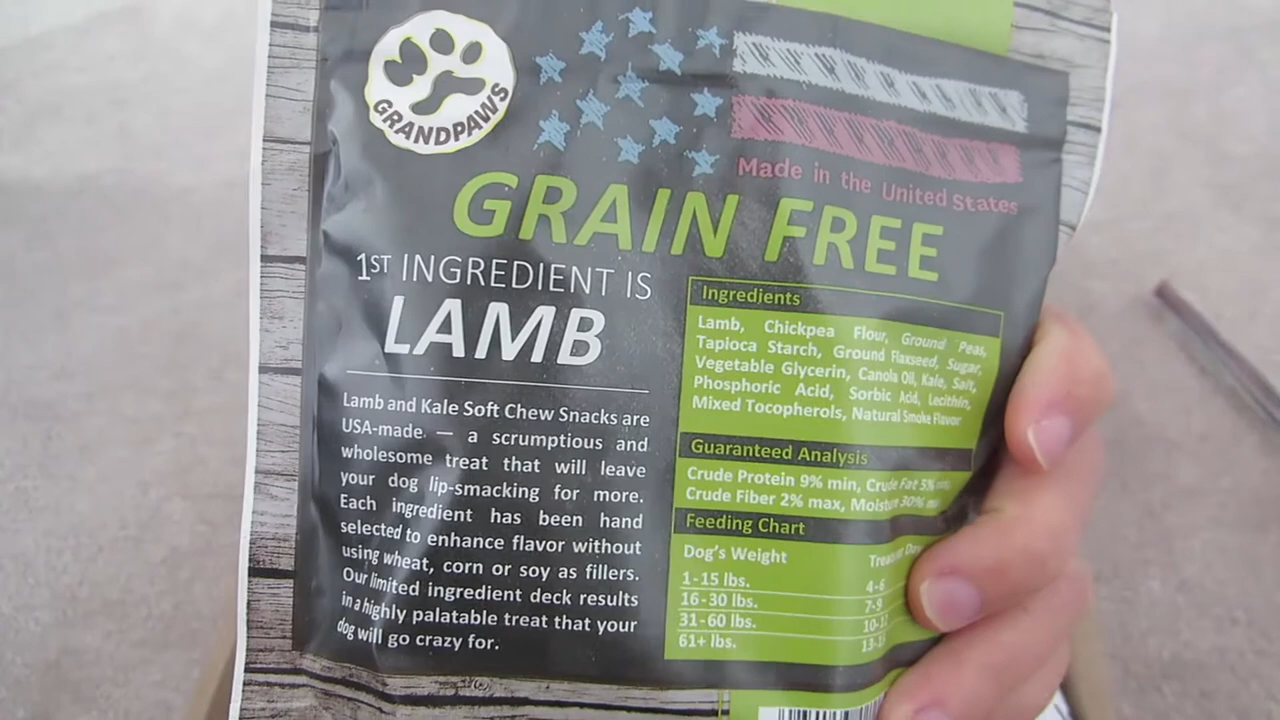 GRANDPAWS
Made in the United States
GRAIN FREE
1ST INGREDIENT IS
LAMB
Lamb and Kale Soft Chew Snacks are
USA-made — a scrumptious and
wholesome treat that will leave
your dog lip-smacking for more.
Each ingredient has been hand
selected to enhance flavor without
using wheat, corn or soy as fillers.
Our limited ingredient deck results
in a highly palatable treat that your
dog will go crazy for.
Ingredients
Lamb, Chickpea Flour, Ground Peas,
Tapioca Starch, Ground Flaxseed, Sugar,
Vegetable Glycerin, Canola Oil, Kale, Salt,
Phosphoric Acid, Sorbic Acid, Lecithin,
Mixed Tocopherols, Natural Smoke Flavor
Guaranteed Analysis
Crude Protein 9% min, Crude Fat 5%
Crude Fiber 2% max, Moisture 30%
Feeding Chart
Dog's Weight
1-15 lbs. 4-6
16-30 lbs. 7-9
31-60 lbs.
61+ lbs.